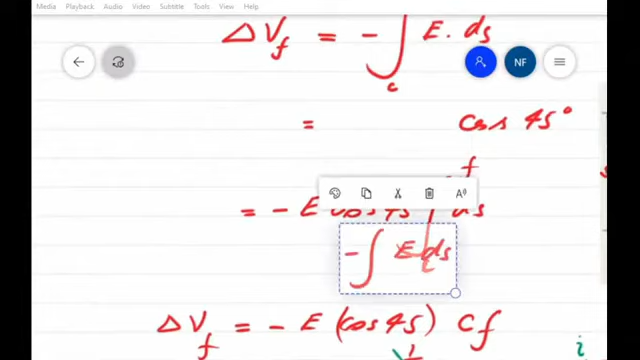 Media Playback Audio Video Subtitle Tools View Help
ΔV_f = - ∫_c E. ds
NF
= cos 45°
f
A
= - E cos 45 ∫ ds
- ∫ E ds
ΔV_f = - E (cos 45) cf
i